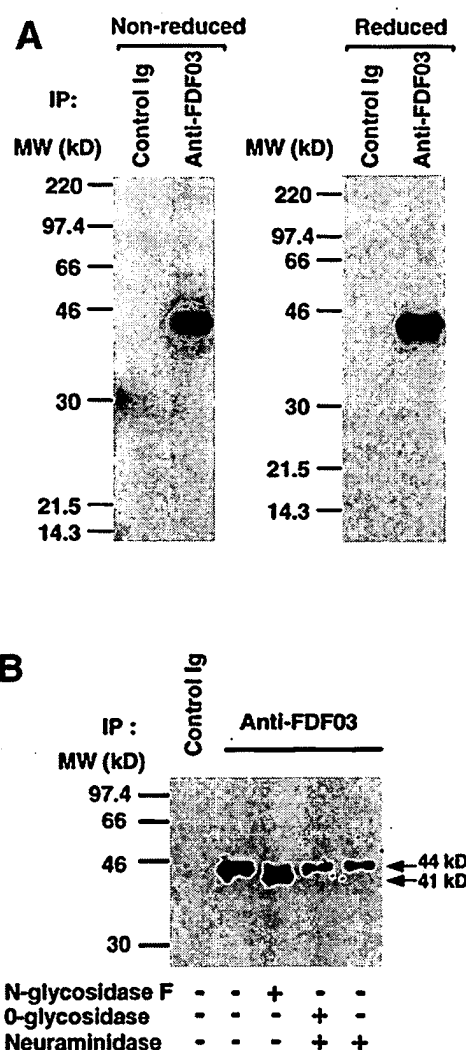 A
Non-reduced
Reduced
IP:
Control Ig
Anti-FDF03
Control Ig
Anti-FDF03
MW (kD)
MW (kD)
220
97.4
66
46
30
21.5
14.3
220
97.4
66
46
30
21.5
14.3
B
IP :
Control Ig
Anti-FDF03
MW (kD)
97.4
66
46
30
44 kD
41 kD
N-glycosidase F - - + - -
0-glycosidase - - - + -
Neuraminidase - - - + +